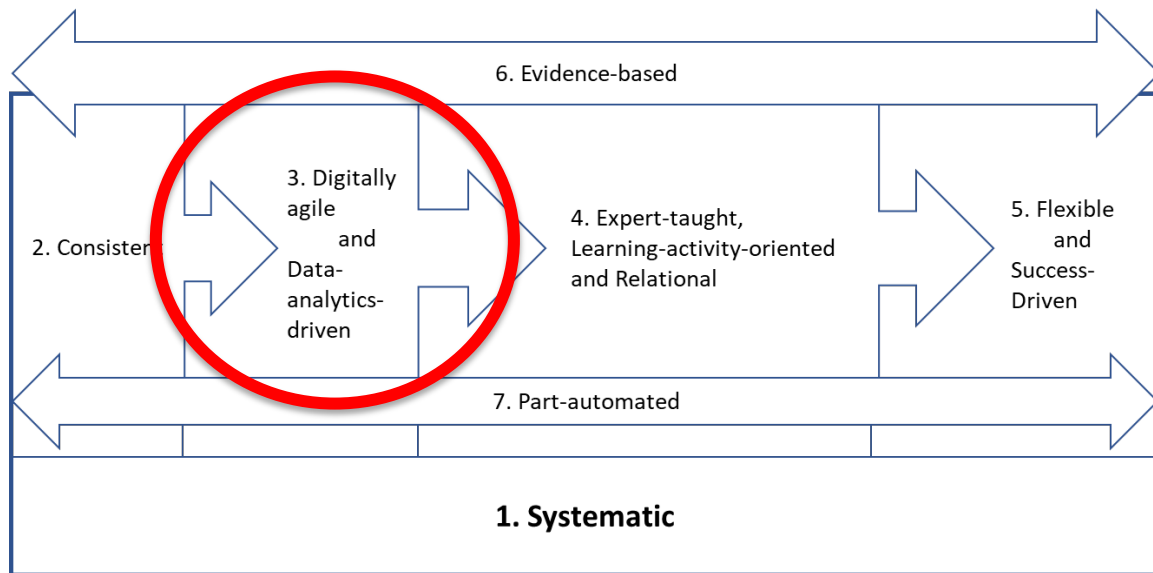 6. Evidence-based
2. Consistent
3. Digitally
agile
and
Data-
analytics-
driven
4. Expert-taught,
Learning-activity-oriented
and Relational
5. Flexible
and
Success-
Driven
7. Part-automated
1. Systematic